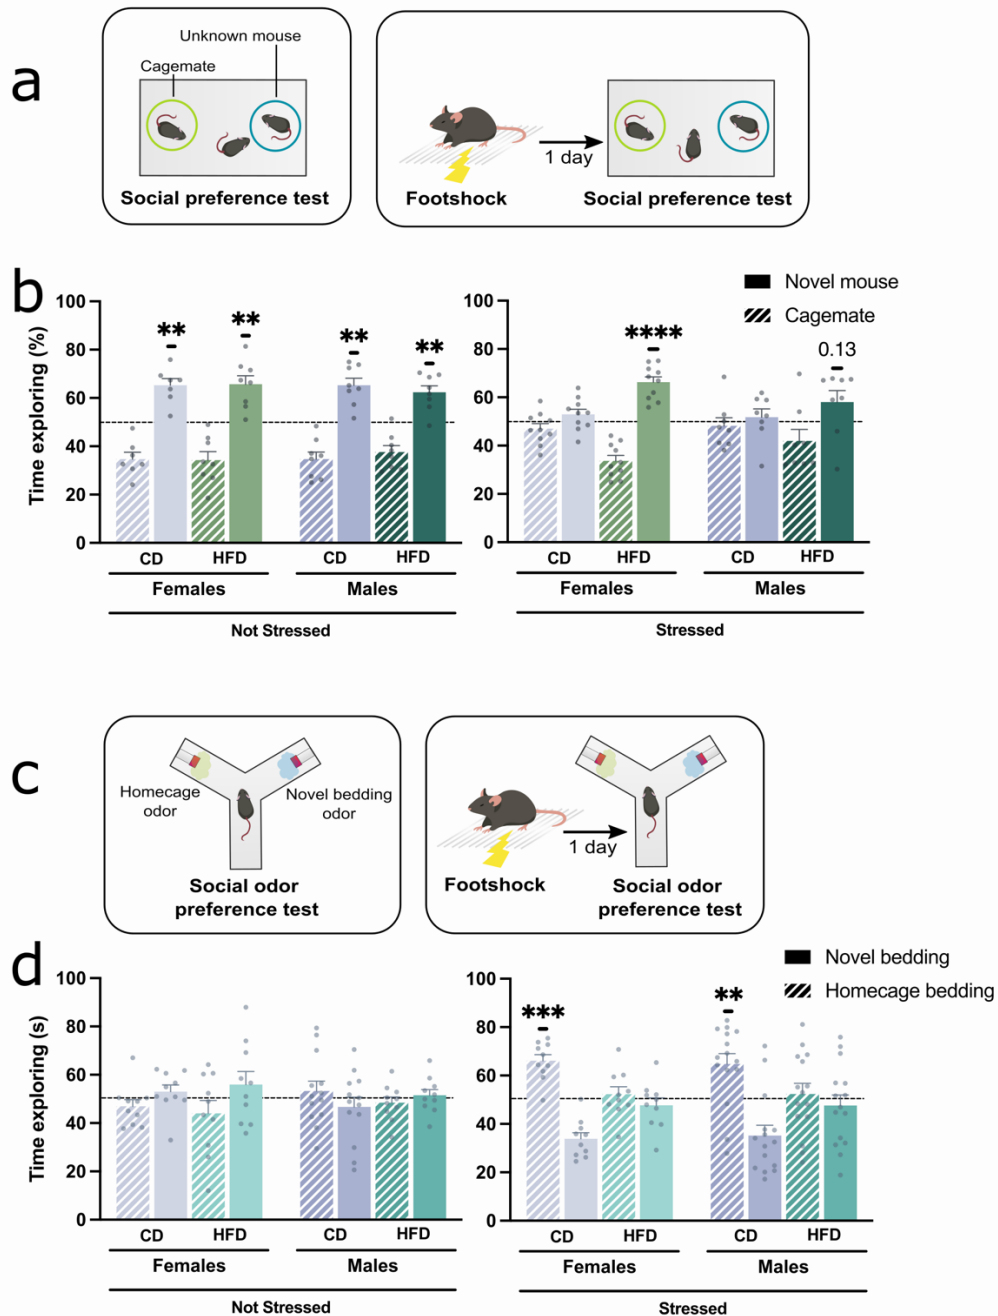 a
Cagemate
Unknown mouse
Social preference test
Footshock
1 day
Social preference test
b
Novel mouse
Cagemate
Time exploring (%)
100
80
60
40
20
0
** ** ** **
CD HFD CD HFD
Females Males
Not Stressed
100
80
60
40
20
0
**** 0.13
CD HFD CD HFD
Females Males
Stressed
c
Homecage
odor
Novel bedding
odor
Social odor
preference test
Footshock
1 day
Social odor
preference test
d
Novel bedding
Homecage bedding
Time exploring (s)
100
80
60
40
20
0
CD HFD CD HFD
Females Males
Not Stressed
100
80
60
40
20
0
*** **
CD HFD CD HFD
Females Males
Stressed